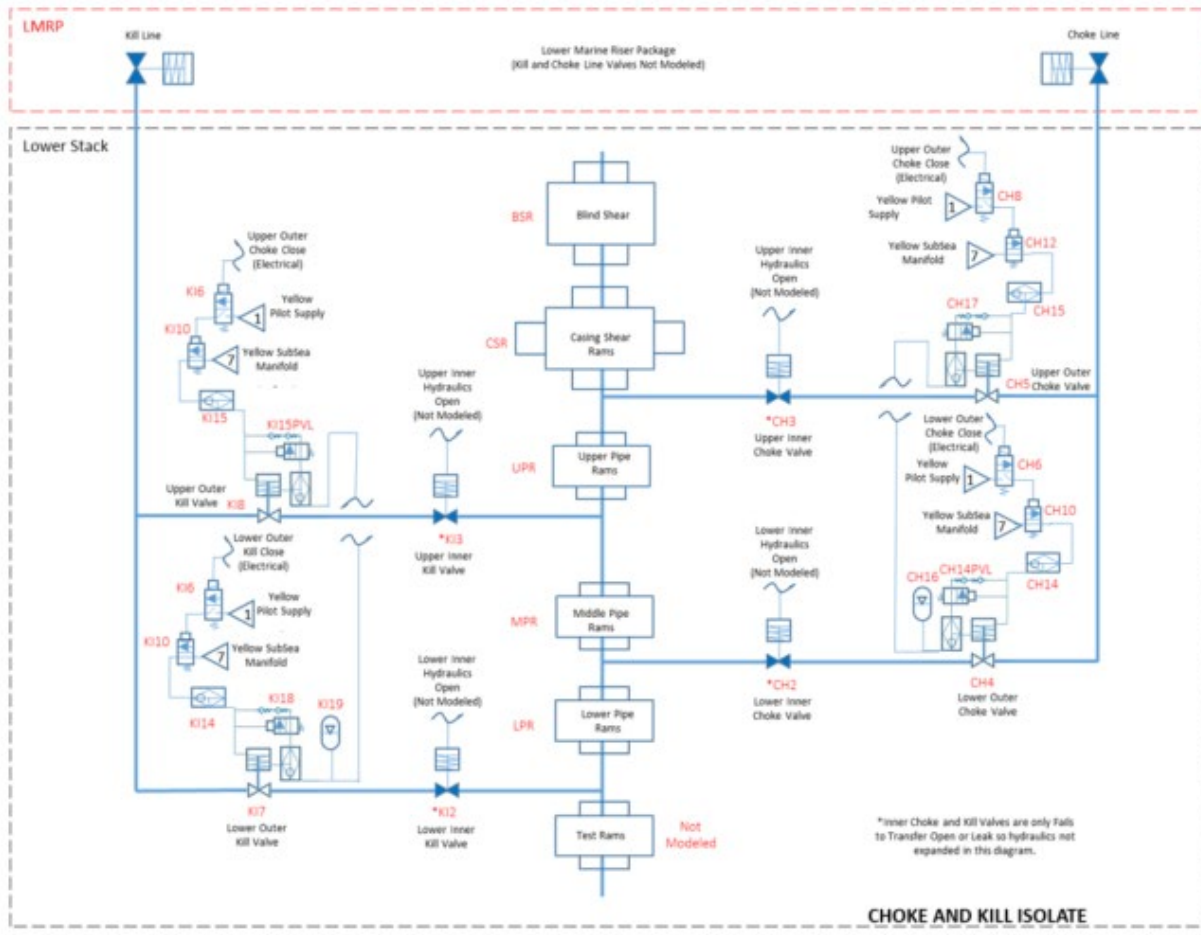 LMRP
Kill Line
Lower Marine Riser Package
(Kill and Choke Line Valves Not Modeled)
Choke Line
Lower Stack
BSR
Blind Shear
Upper Outer
Choke Close
(Electrical)
CH8
Yellow Pilot
Supply
1
CH12
Yellow SubSea
Manifold
7
CH17
CH15
Upper Outer
Choke Close
(Electrical)
KI6
Yellow
Pilot Supply
1
KI10
Yellow SubSea
Manifold
7
KI15
KI15PVL
Upper Outer
Kill Valve
KI8
CSR
Casing Shear
Rams
Upper Inner
Hydraulics
Open
(Not Modeled)
*CH3
Upper Inner
Choke Valve
CH5
Upper Outer
Choke Valve
Upper Inner
Hydraulics
Open
(Not Modeled)
*KI3
Upper Inner
Kill Valve
UPR
Upper Pipe
Rams
Lower Outer
Choke Close
(Electrical)
CH6
Yellow
Pilot Supply
1
CH10
Yellow SubSea
Manifold
7
CH14PVL
CH16
CH14
Lower Outer
Kill Close
(Electrical)
KI6
Yellow
Pilot Supply
1
KI10
Yellow SubSea
Manifold
7
KI14
KI18
KI19
MPR
Middle Pipe
Rams
Lower Inner
Hydraulics
Open
(Not Modeled)
*CH2
Lower Inner
Choke Valve
CH4
Lower Outer
Choke Valve
Lower Inner
Hydraulics
Open
(Not Modeled)
LPR
Lower Pipe
Rams
KI7
Lower Outer
Kill Valve
*KI2
Lower Inner
Kill Valve
Test Rams
Not
Modeled
*Inner Choke and Kill Valves are only Fails
to Transfer Open or Leak so hydraulics not
expanded in this diagram.
CHOKE AND KILL ISOLATE